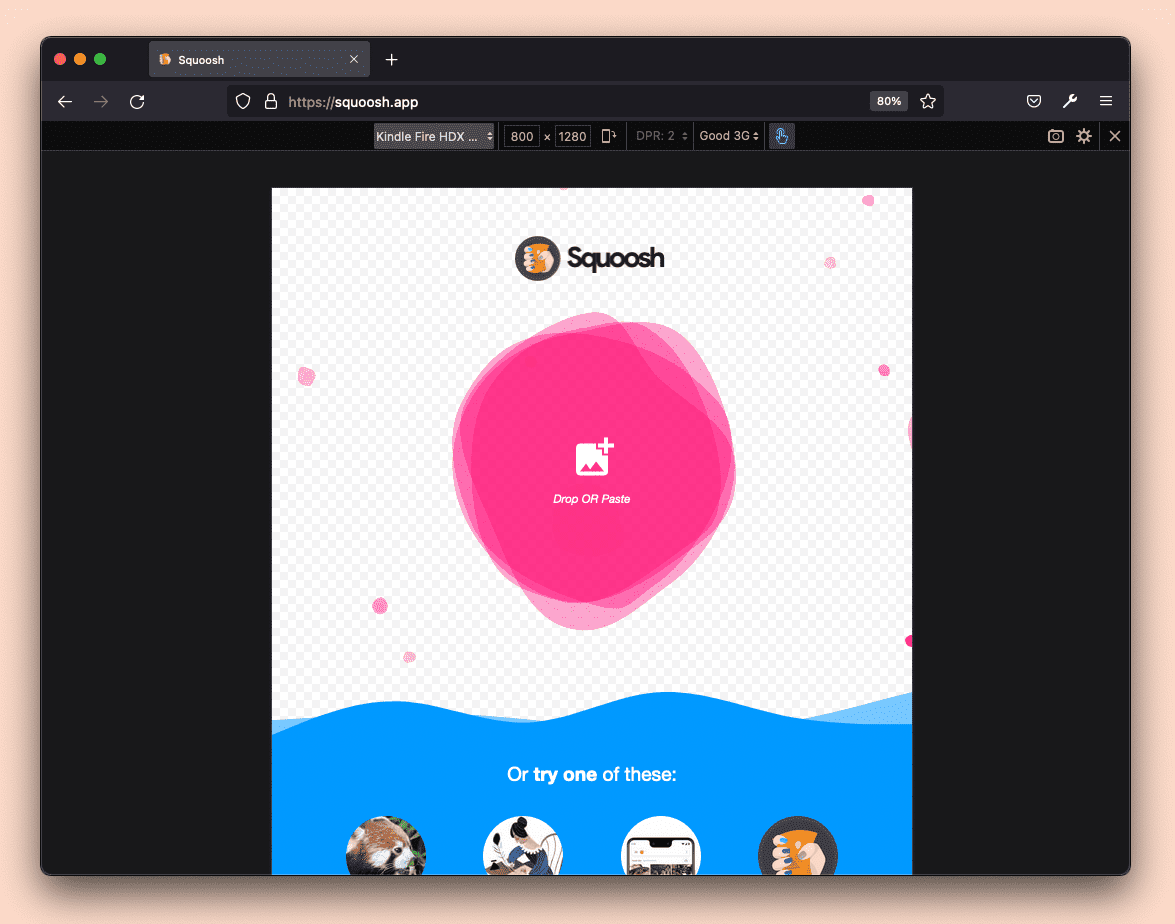 Squoosh
https://squoosh.app
80%
Kindle Fire HDX ...
800 × 1280
DPR: 2
Good 3G
Squoosh
Drop OR Paste
Or try one of these: